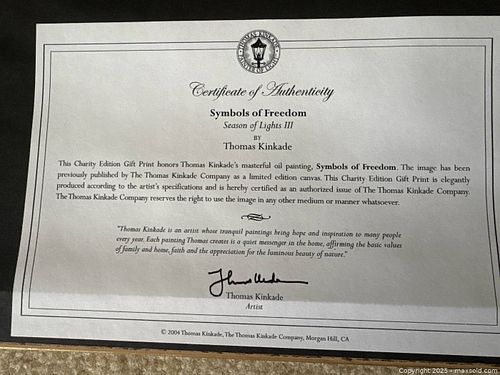 THOMAS KINKADE
PAINTER OF LIGHT
Certificate of Authenticity
Symbols of Freedom
Season of Lights III
BY
Thomas Kinkade
This Charity Edition Gift Print honors Thomas Kinkade's masterful oil painting, Symbols of Freedom. The image has been
previously published by The Thomas Kinkade Company as a limited edition canvas. This Charity Edition Gift Print is elegantly
produced according to the artist's specifications and is hereby certified as an authorized issue of The Thomas Kinkade Company.
The Thomas Kinkade Company reserves the right to use the image in any other medium or manner whatsoever.
"Thomas Kinkade is an artist whose tranquil paintings bring hope and inspiration to many people
every year. Each painting Thomas creates is a quiet messenger in the home, affirming the basic values
of family and home, faith and the appreciation for the luminous beauty of nature."
Thomas Kinkade
Artist
© 2004 Thomas Kinkade, The Thomas Kinkade Company, Morgan Hill, CA
Copyright 2025 - maxsold.com